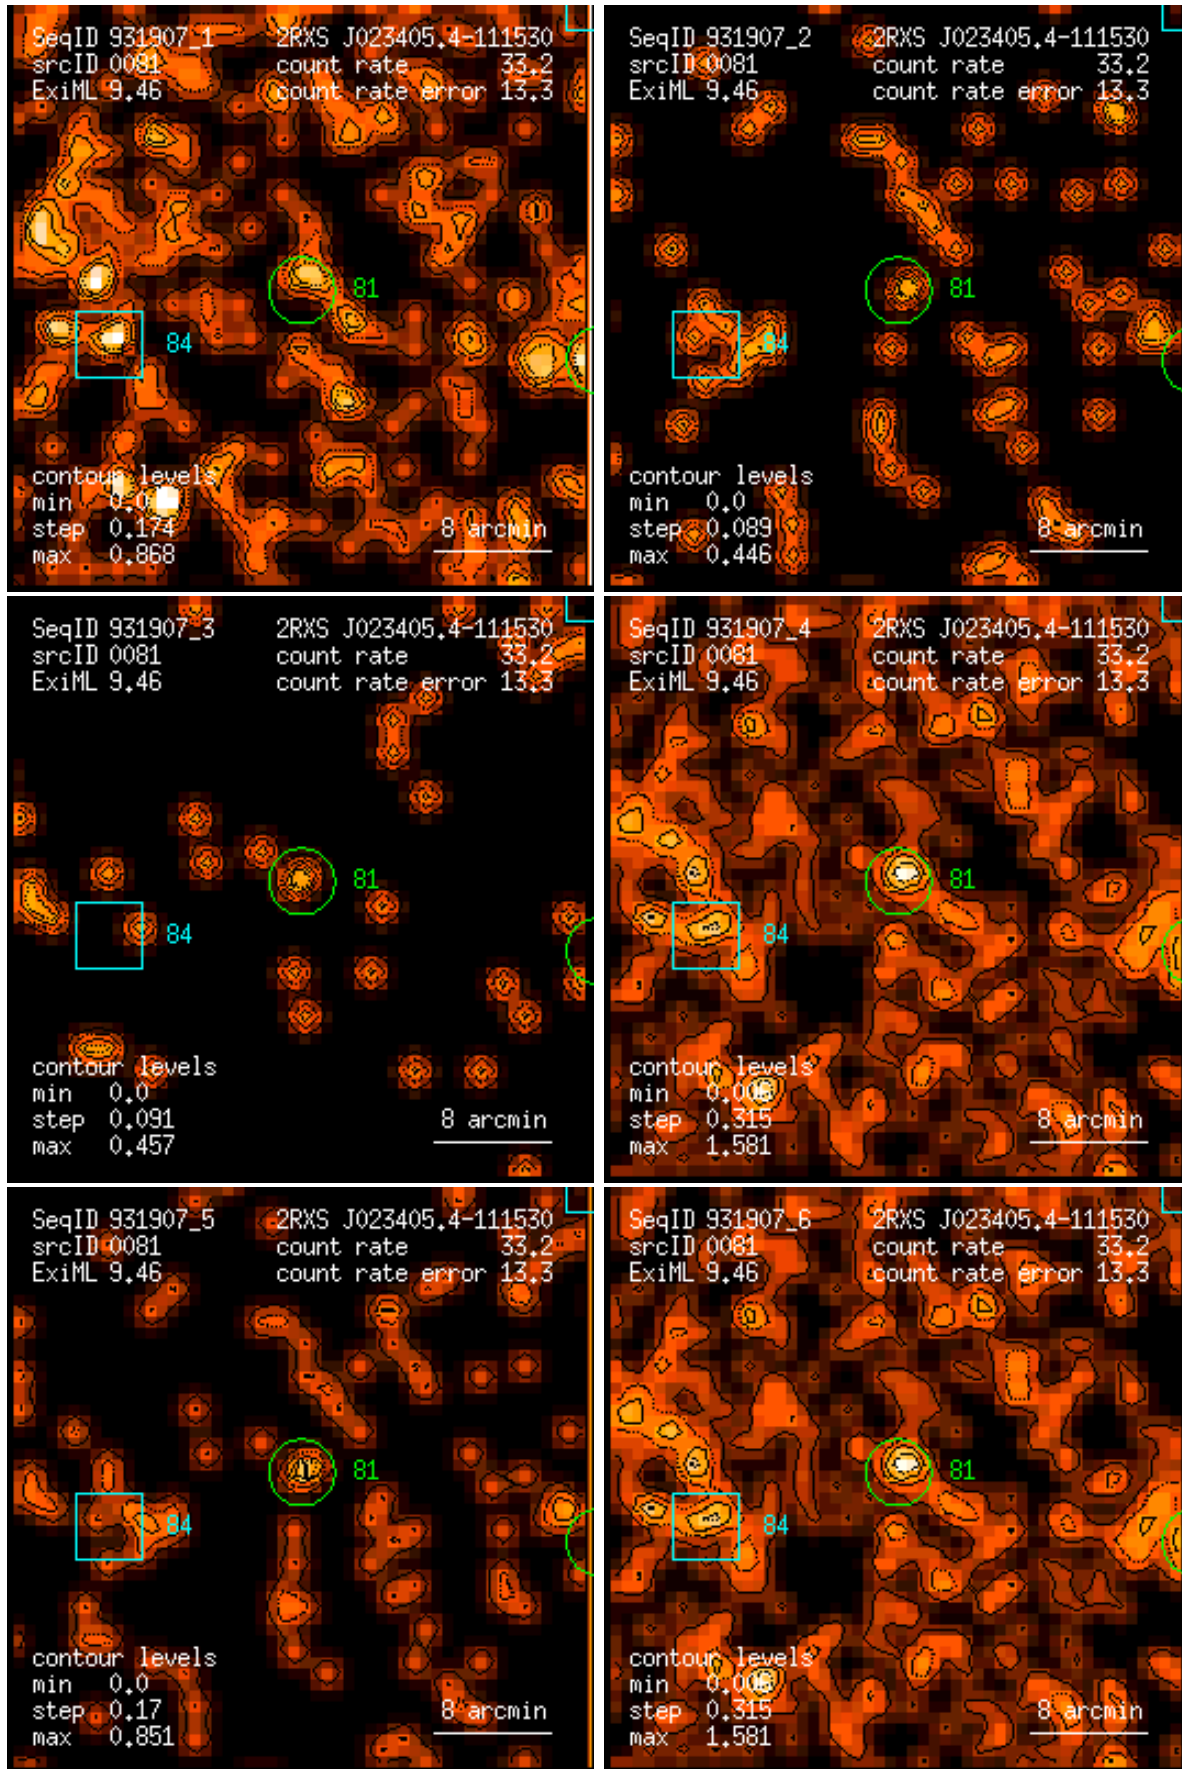 SeqID 931907_1 2RXS J023405.4-111530
srcID 0081 count rate 33.2
ExiML 9.46 count rate error 13.3
81
84
contour levels
min 0.0
step 0.174
max 0.868
8 arcmin
SeqID 931907_2 2RXS J023405.4-111530
srcID 0081 count rate 33.2
ExiML 9.46 count rate error 13.3
81
84
contour levels
min 0.0
step 0.089
max 0.446
8 arcmin
SeqID 931907_3 2RXS J023405.4-111530
srcID 0081 count rate 33.2
ExiML 9.46 count rate error 13.3
81
84
contour levels
min 0.0
step 0.091
max 0.457
8 arcmin
SeqID 931907_4 2RXS J023405.4-111530
srcID 0081 count rate 33.2
ExiML 9.46 count rate error 13.3
81
84
contour levels
min 0.006
step 0.315
max 1.581
8 arcmin
SeqID 931907_5 2RXS J023405.4-111530
srcID 0081 count rate 33.2
ExiML 9.46 count rate error 13.3
81
84
contour levels
min 0.0
step 0.17
max 0.851
8 arcmin
SeqID 931907_6 2RXS J023405.4-111530
srcID 0081 count rate 33.2
ExiML 9.46 count rate error 13.3
81
84
contour levels
min 0.006
step 0.315
max 1.581
8 arcmin